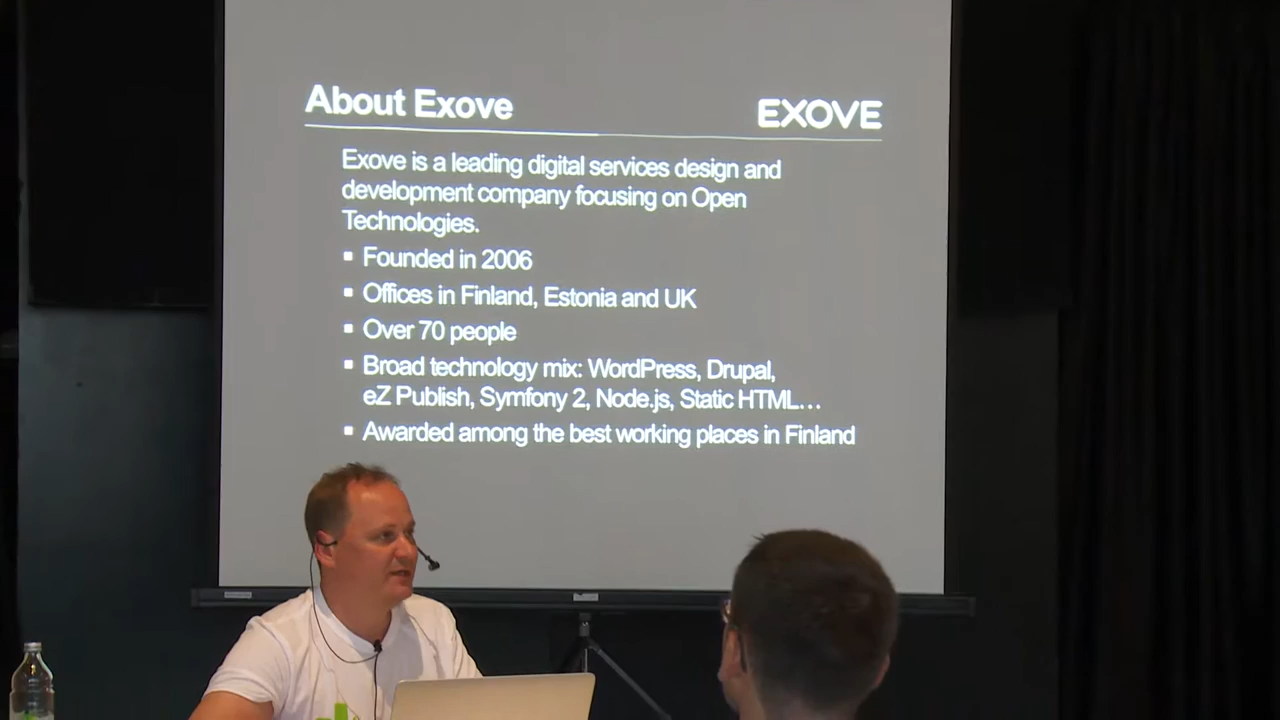 About Exove
EXOVE
Exove is a leading digital services design and
development company focusing on Open
Technologies.
▪ Founded in 2006
▪ Offices in Finland, Estonia and UK
▪ Over 70 people
▪ Broad technology mix: WordPress, Drupal,
eZ Publish, Symfony 2, Node.js, Static HTML…
▪ Awarded among the best working places in Finland